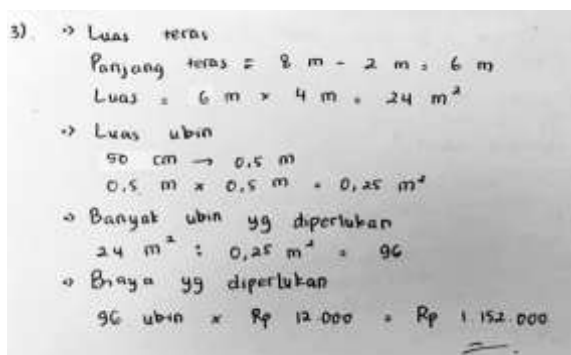 3) → Luas teras
Panjang teras = 8 m - 2 m = 6 m
Luas = 6 m × 4 m = 24 m²
→ Luas ubin
50 cm → 0,5 m
0,5 m × 0,5 m = 0,25 m²
→ Banyak ubin yg diperlukan
24 m² : 0,25 m² = 96
→ Biaya yg diperlukan
96 ubin × Rp 12.000 = Rp 1.152.000